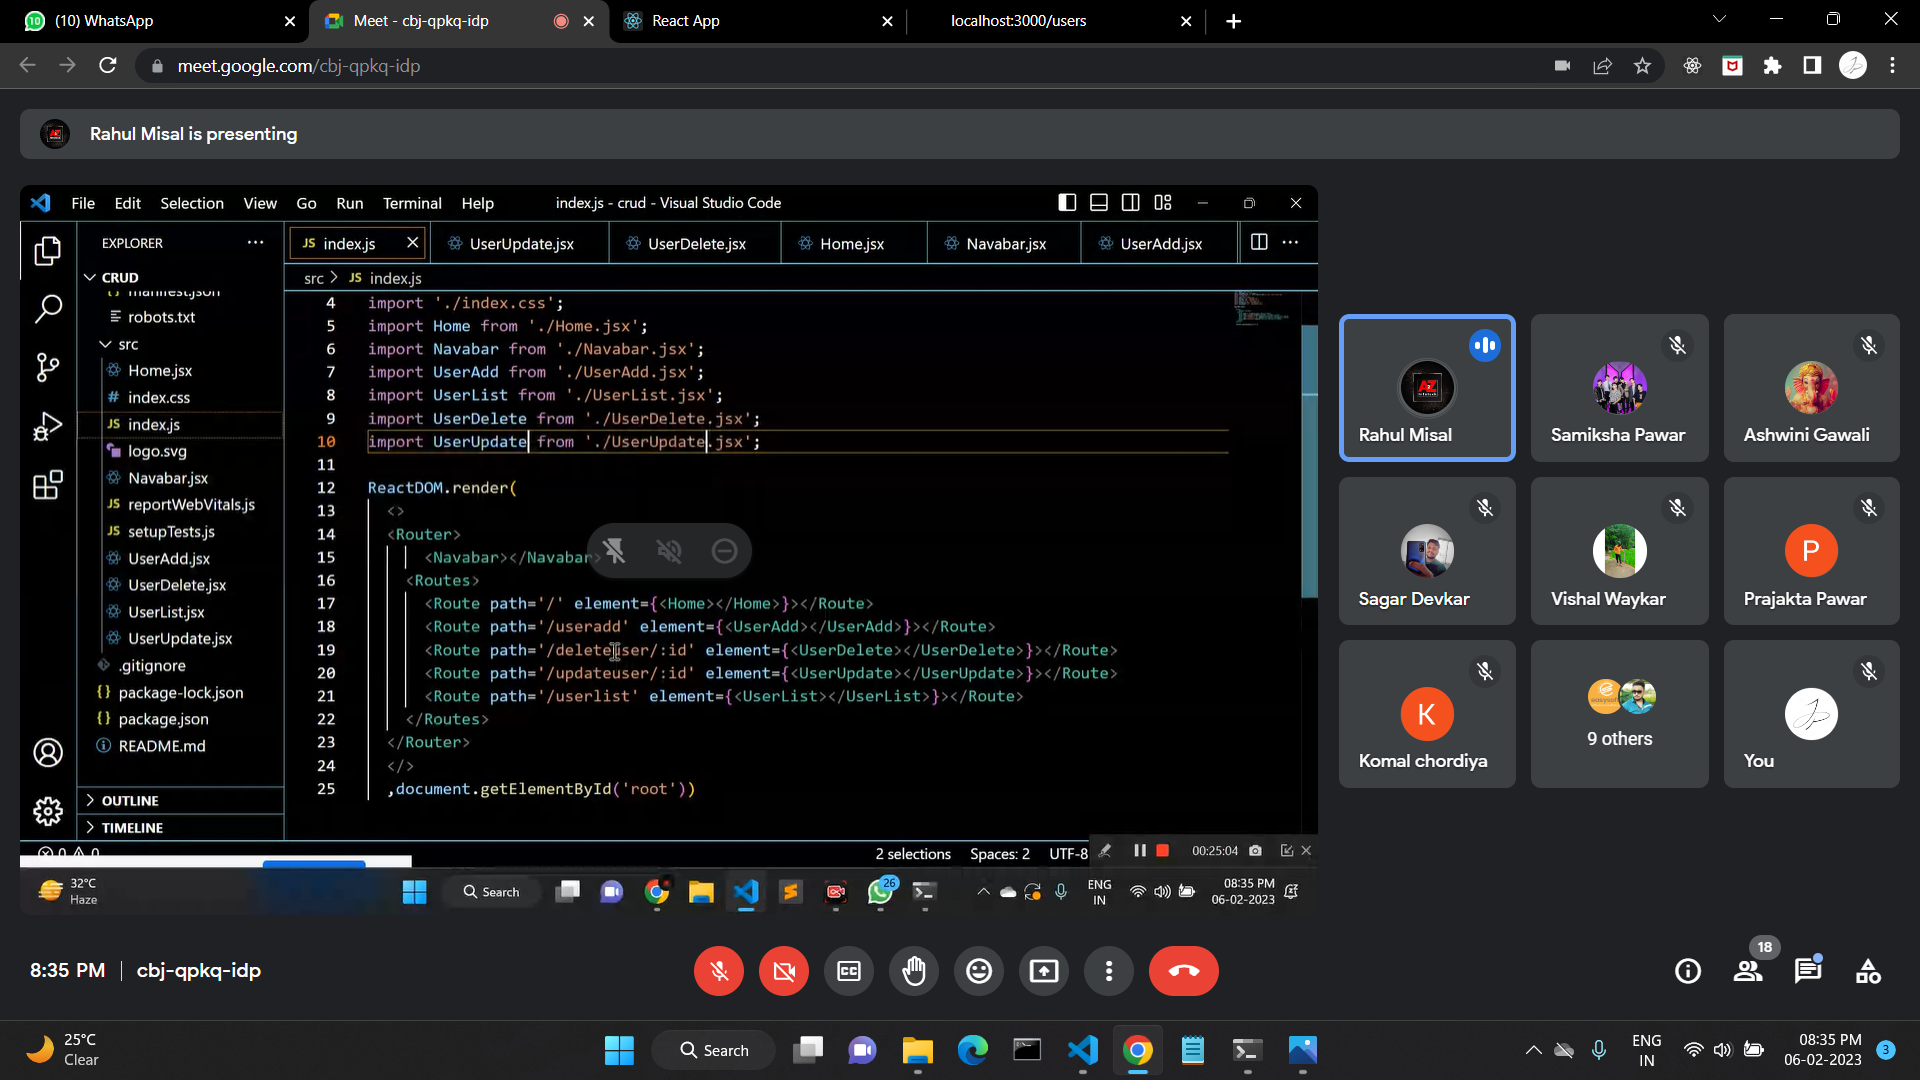 (10) WhatsApp
Meet - cbj-qpkq-idp
React App
localhost:3000/users
meet.google.com/cbj-qpkq-idp
Rahul Misal is presenting
File Edit Selection View Go Run Terminal Help
index.js - crud - Visual Studio Code
EXPLORER
CRUD
manifest.json
robots.txt
src
Home.jsx
index.css
index.js
logo.svg
Navabar.jsx
reportWebVitals.js
setupTests.js
UserAdd.jsx
UserDelete.jsx
UserList.jsx
UserUpdate.jsx
.gitignore
package-lock.json
package.json
README.md
OUTLINE
TIMELINE
JS index.js
UserUpdate.jsx
UserDelete.jsx
Home.jsx
Navabar.jsx
UserAdd.jsx
src > JS index.js
4 import './index.css';
5 import Home from './Home.jsx';
6 import Navabar from './Navabar.jsx';
7 import UserAdd from './UserAdd.jsx';
8 import UserList from './UserList.jsx';
9 import UserDelete from './UserDelete.jsx';
10 import UserUpdate from './UserUpdate.jsx';
11
12 ReactDOM.render(
13 <>
14 <Router>
15 <Navabar></Navabar>
16 <Routes>
17 <Route path='/' element={<Home></Home>}></Route>
18 <Route path='/useradd' element={<UserAdd></UserAdd>}></Route>
19 <Route path='/deleteuser/:id' element={<UserDelete></UserDelete>}></Route>
20 <Route path='/updateuser/:id' element={<UserUpdate></UserUpdate>}></Route>
21 <Route path='/userlist' element={<UserList></UserList>}></Route>
22 </Routes>
23 </Router>
24 </>
25 ,document.getElementById('root'))
0 0
2 selections Spaces: 2 UTF-8
00:25:04
32°C
Haze
Search
26
ENG
IN
08:35 PM
06-02-2023
Rahul Misal
Samiksha Pawar
Ashwini Gawali
Sagar Devkar
Vishal Waykar
P
Prajakta Pawar
K
Komal chordiya
9 others
You
8:35 PM | cbj-qpkq-idp
18
25°C
Clear
Search
ENG
IN
08:35 PM
06-02-2023
3